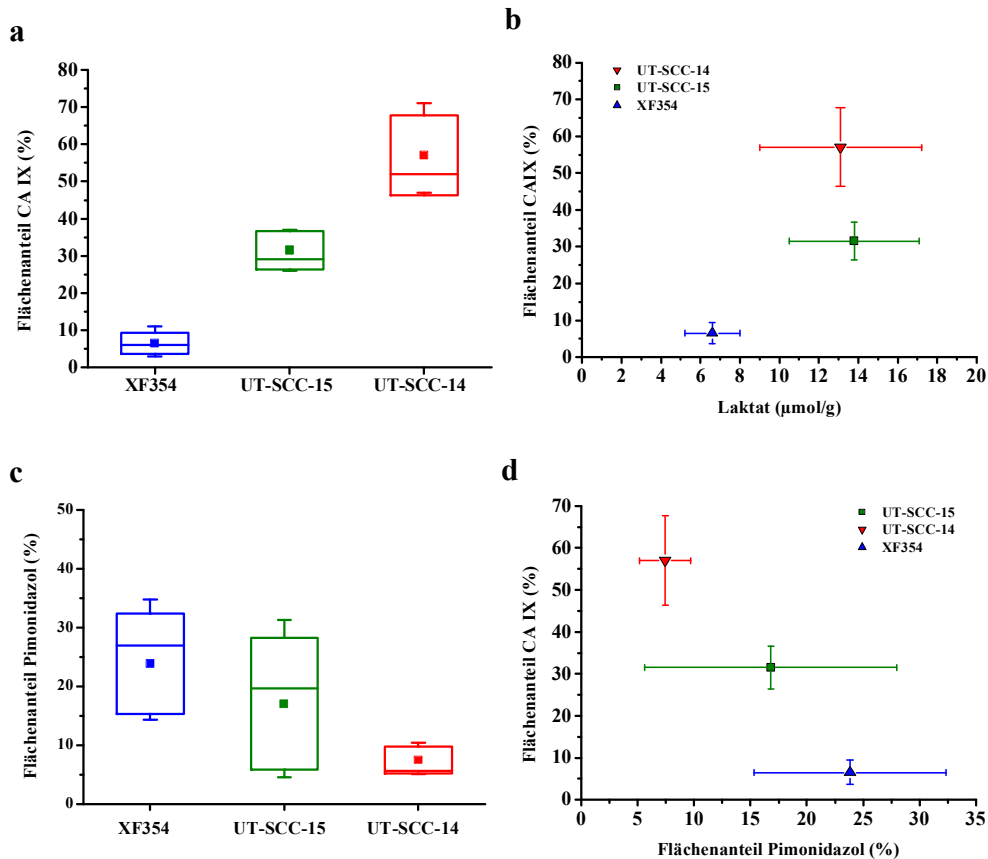 a
Flächenanteil CA IX (%)
80
70
60
50
40
30
20
10
0
XF354 UT-SCC-15 UT-SCC-14
b
Flächenanteil CAIX (%)
80
70
60
50
40
30
20
10
0
UT-SCC-14
UT-SCC-15
XF354
0 2 4 6 8 10 12 14 16 18 20
Laktat (µmol/g)
c
Flächenanteil Pimonidazol (%)
50
40
30
20
10
0
XF354 UT-SCC-15 UT-SCC-14
d
Flächenanteil CA IX (%)
70
60
50
40
30
20
10
0
UT-SCC-15
UT-SCC-14
XF354
0 5 10 15 20 25 30 35
Flächenanteil Pimonidazol (%)